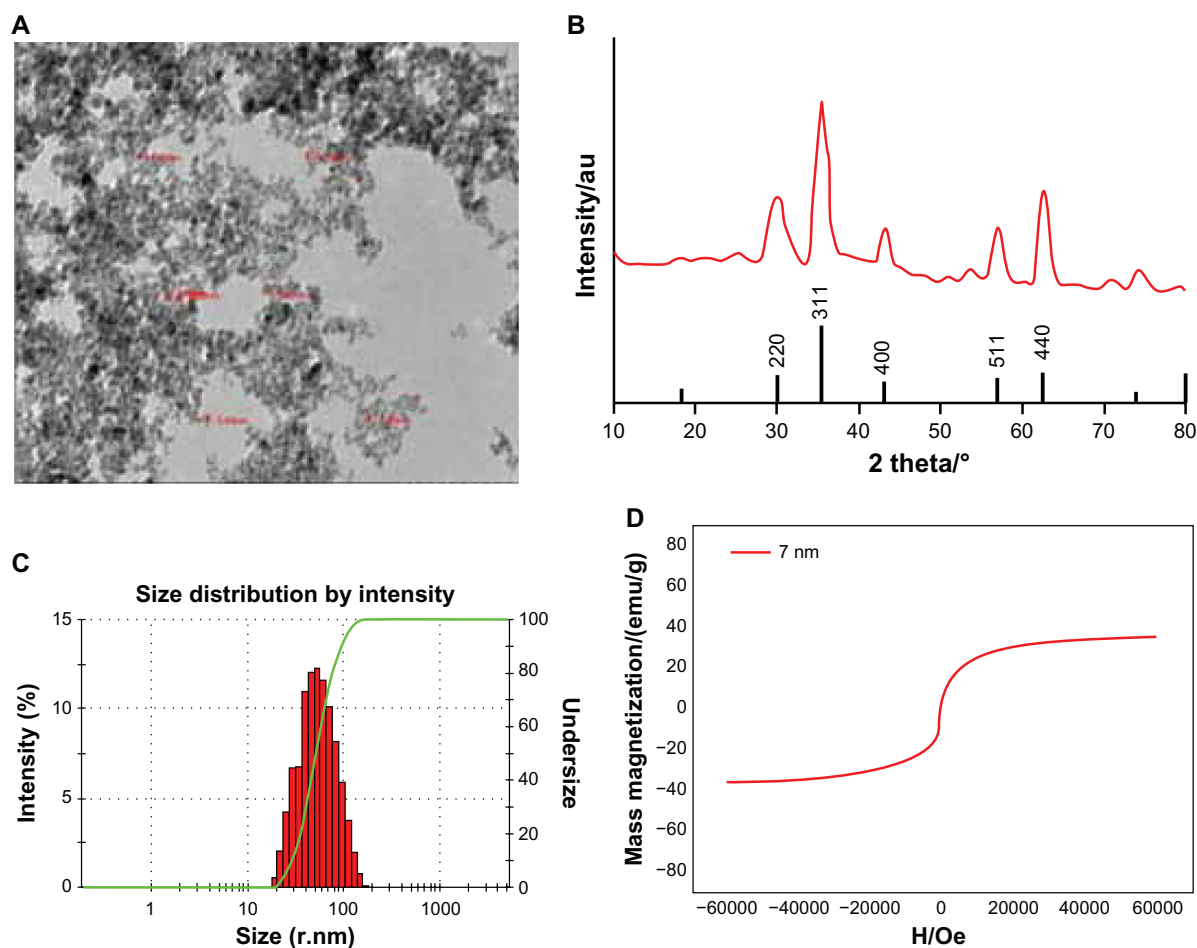 A
B
Intensity/au
220
311
400
511
440
10 20 30 40 50 60 70 80
2 theta/°
C
Size distribution by intensity
15
10
5
0
Intensity (%)
100
80
60
40
20
0
Undersize
1 10 100 1000
Size (r.nm)
D
7 nm
80
60
40
20
0
−20
−40
−60
−80
Mass magnetization/(emu/g)
−60000 −40000 −20000 0 20000 40000 60000
H/Oe